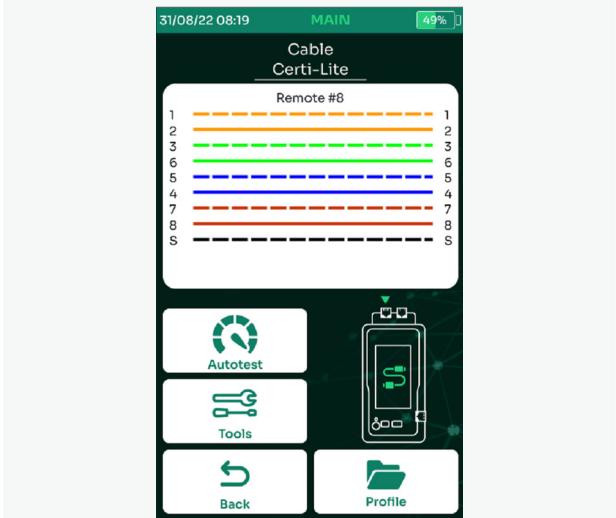 31/08/22 08:19 MAIN 49%
Cable
Certi-Lite
Remote #8
1 1
2 2
3 3
6 6
5 5
4 4
7 7
8 8
S S
Autotest
Tools
Back Profile